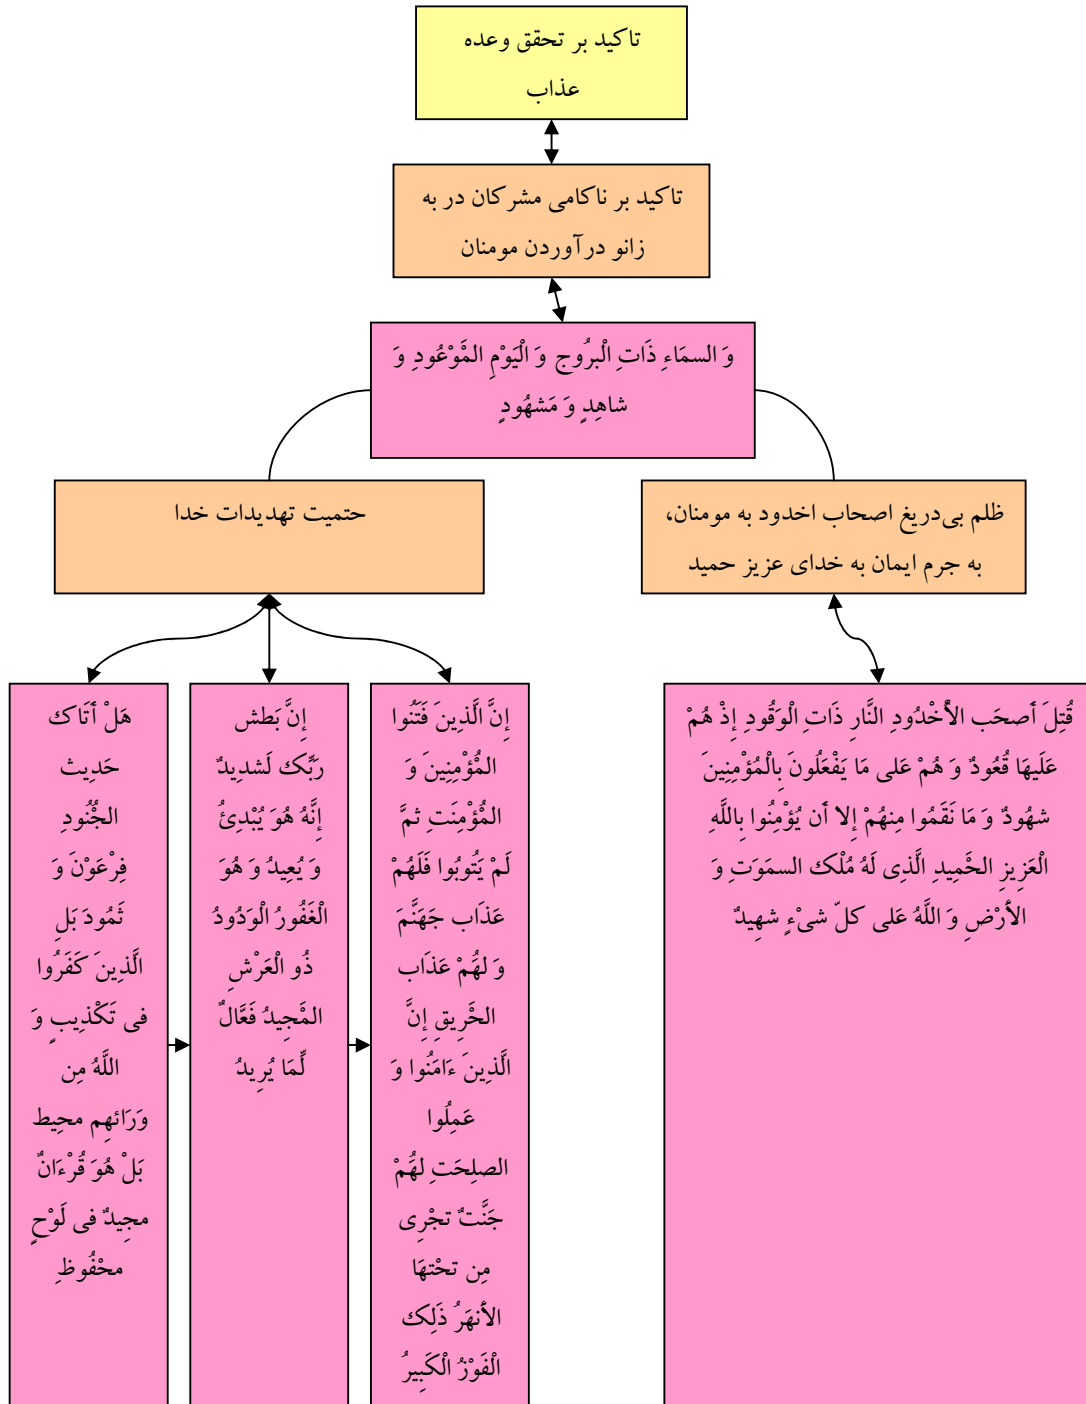 تاکید بر تحقق وعده
عذاب
تاکید بر ناکامی مشرکان در به
زانو درآوردن مومنان
وَ السمَاءِ ذَاتِ الْبرُوجِ وَ الْيَوْمِ المَْوْعُودِ وَ
شاهِدٍ وَ مَشهُودٍ
ظلم بی‌دریغ اصحاب اخدود به مومنان،
به جرم ایمان به خدای عزیز حمید
حتمیت تهدیدات خدا
قُتِلَ أَصحَب الأُخْدُودِ النَّارِ ذَاتِ الْوَقُودِ إِذْ هُمْ
عَلَيهَا قُعُودٌ وَ هُمْ عَلى مَا يَفْعَلُونَ بِالْمُؤْمِنِينَ
شهُودٌ وَ مَا نَقَمُوا مِنهُمْ إِلا أَن يُؤْمِنُوا بِاللَّهِ
الْعَزِيزِ الحَْمِيدِ الَّذِى لَهُ مُلْك السمَوَتِ وَ
الأَرْضِ وَ اللَّهُ عَلى كلّ شىْءٍ شهِيدٌ
إِنَّ الَّذِينَ فَتَنُوا
المُْؤْمِنِينَ وَ
المُْؤْمِنَتِ ثمَّ
لَمْ يَتُوبُوا فَلَهُمْ
عَذَاب جَهَنَّمَ
وَ لهَُمْ عَذَاب
الحَْرِيقِ إِنَّ
الَّذِينَ ءَامَنُوا وَ
عَمِلُوا
الصلِحَتِ لهَُمْ
جَنَّتٌ تجْرِى
مِن تحْتهَا
الأَنهَرُ ذَلِك
الْفَوْزُ الْكَبِيرُ
إِنَّ بَطش
رَبِّك لَشدِيدٌ
إِنَّهُ هُوَ يُبْدِئُ
وَ يُعِيدُ وَ هُوَ
الْغَفُورُ الْوَدُودُ
ذُو الْعَرْشِ
المَْجِيدُ فَعَّالٌ
لِّمَا يُرِيدُ
هَلْ أَتَاك
حَدِيث
الجُْنُودِ
فِرْعَوْنَ وَ
ثَمُودَ بَلِ
الَّذِينَ كَفَرُوا
فى تَكْذِيبٍ وَ
اللَّهُ مِن
وَرَائهِم محِيط
بَلْ هُوَ قُرْءَانٌ
مجِيدٌ فى لَوْحٍ
محْفُوظِ